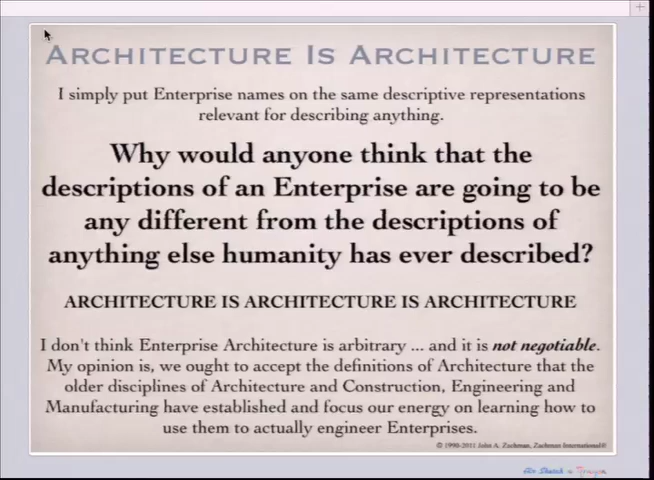 ARCHITECTURE IS ARCHITECTURE
I simply put Enterprise names on the same descriptive representations
relevant for describing anything.
Why would anyone think that the
descriptions of an Enterprise are going to be
any different from the descriptions of
anything else humanity has ever described?
ARCHITECTURE IS ARCHITECTURE IS ARCHITECTURE
I don't think Enterprise Architecture is arbitrary ... and it is not negotiable.
My opinion is, we ought to accept the definitions of Architecture that the
older disciplines of Architecture and Construction, Engineering and
Manufacturing have established and focus our energy on learning how to
use them to actually engineer Enterprises.
© 1990-2011 John A. Zachman, Zachman International®